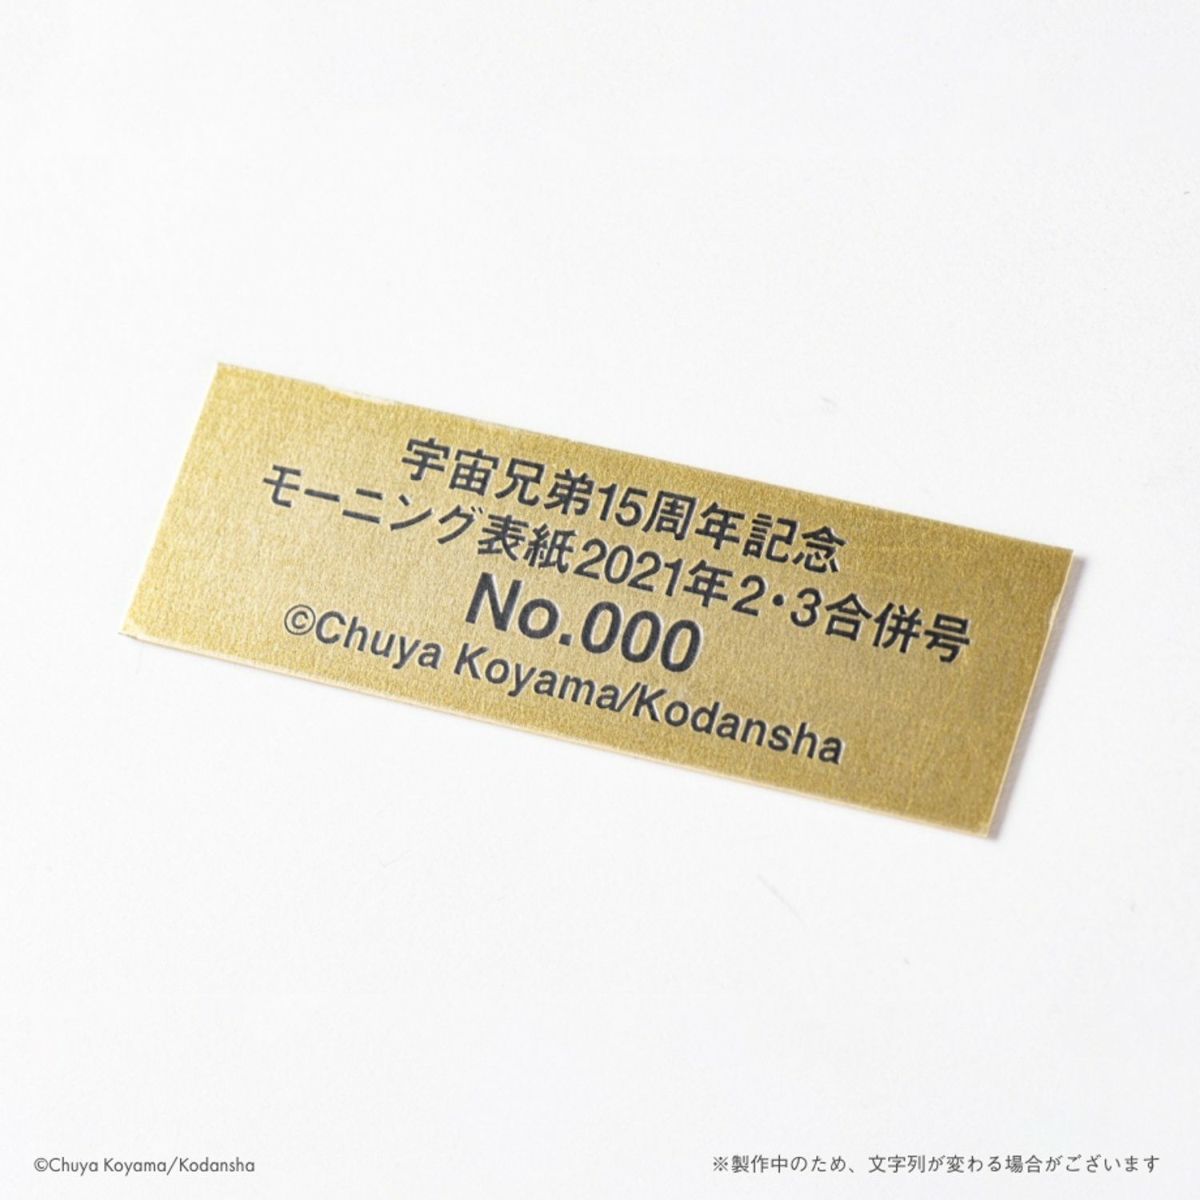 宇宙兄弟15周年記念
モーニング表紙2021年2・3合併号
No.000
©Chuya Koyama/Kodansha
©Chuya Koyama/Kodansha
※製作中のため、文字列が変わる場合がございます